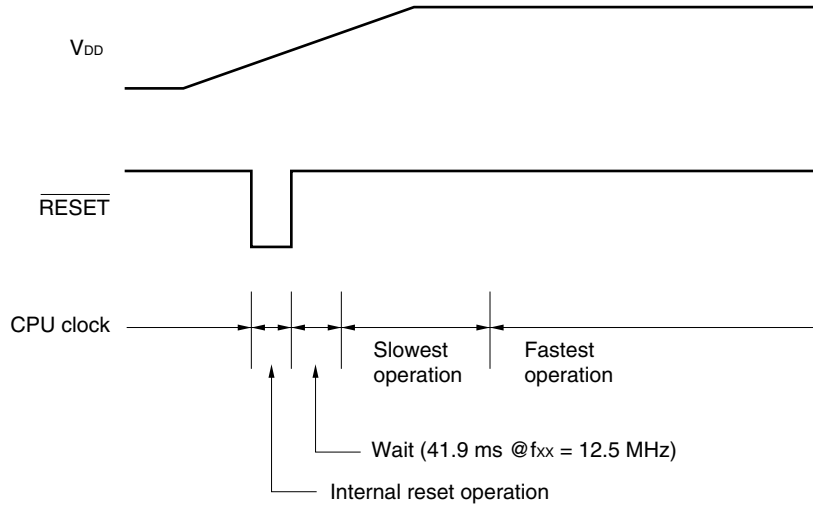 VDD
RESET
CPU clock
Slowest
operation
Fastest
operation
Wait (41.9 ms @fxx = 12.5 MHz)
Internal reset operation